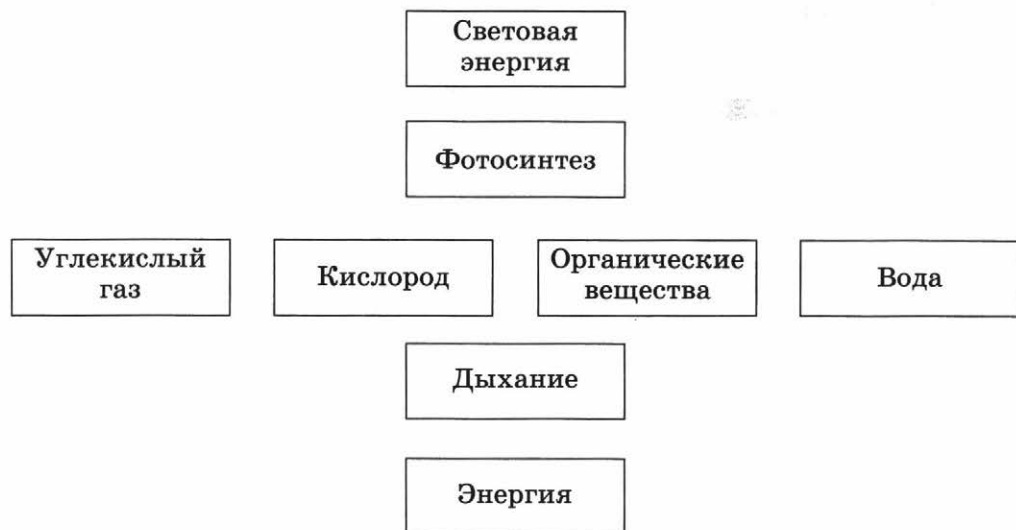 Световая
энергия
Фотосинтез
Углекислый
газ
Кислород
Органические
вещества
Вода
Дыхание
Энергия